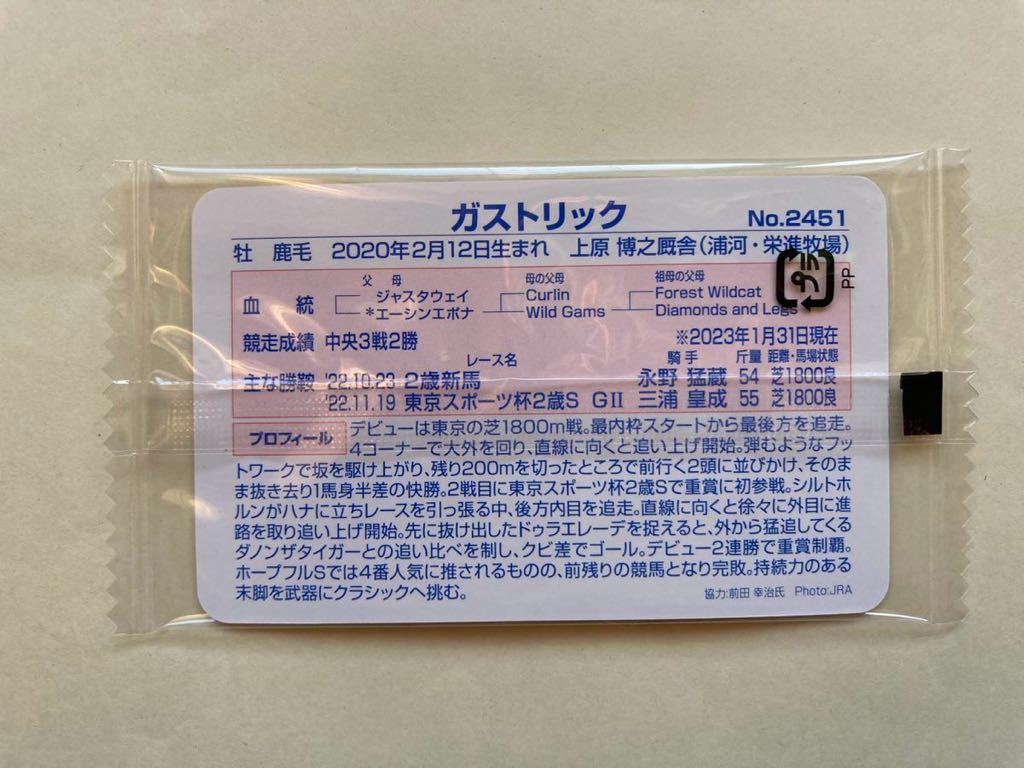 ガストリック No.2451
牡 鹿毛 2020年2月12日生まれ 上原 博之厩舎(浦河・栄進牧場)
父 母 母の父母 祖母の父母
血統 ジャスタウェイ Curlin Forest Wildcat
*エーシンエポナ Wild Gams Diamonds and Legs
プラ PP
競走成績 中央3戦2勝 ※2023年1月31日現在
レース名 騎手 斤量 距離・馬場状態
主な勝鞍 '22.10.23 2歳新馬 永野 猛蔵 54 芝1800良
'22.11.19 東京スポーツ杯2歳S GII 三浦 皇成 55 芝1800良
プロフィール デビューは東京の芝1800m戦。最内枠スタートから最後方を追走。
4コーナーで大外を回り、直線に向くと追い上げ開始。弾むようなフッ
トワークで坂を駆け上がり、残り200mを切ったところで前行く2頭に並びかけ、そのま
ま抜き去り1馬身半差の快勝。2戦目に東京スポーツ杯2歳Sで重賞に初参戦。シルトホ
ルンがハナに立ちレースを引っ張る中、後方内目を追走。直線に向くと徐々に外目に進
路を取り追い上げ開始。先に抜け出したドゥラエレーデを捉えると、外から猛追してくる
ダノンザタイガーとの追い比べを制し、クビ差でゴール。デビュー2連勝で重賞制覇。
ホープフルSでは4番人気に推されるものの、前残りの競馬となり完敗。持続力のある
末脚を武器にクラシックへ挑む。 協力:前田 幸治氏 Photo:JRA